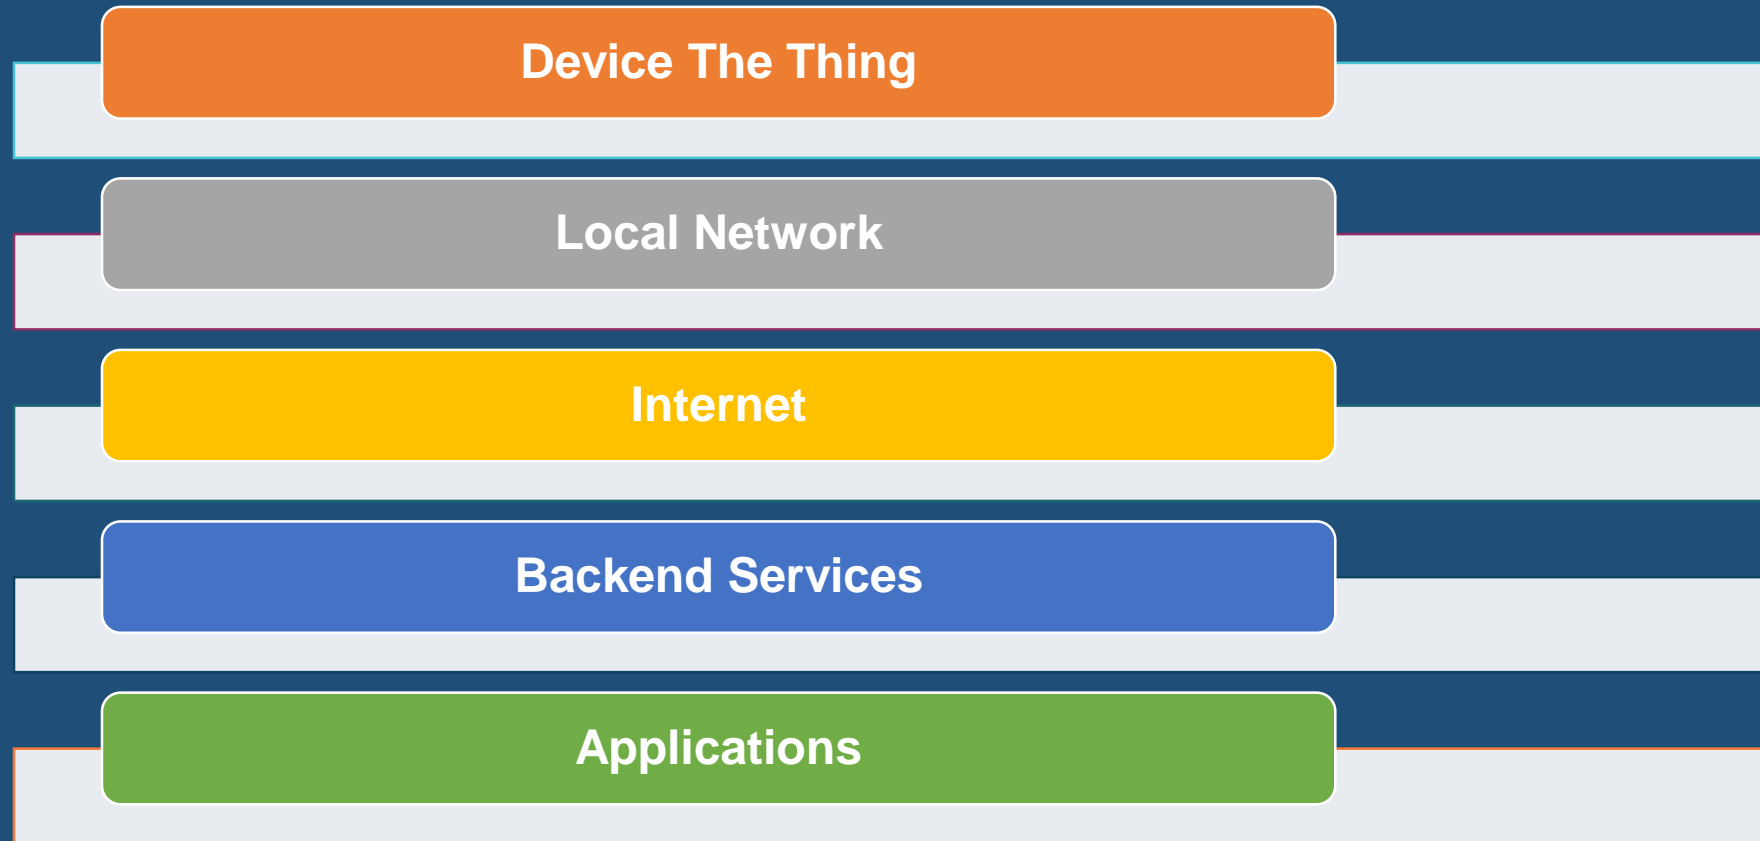 Device The Thing
Local Network
Internet
Backend Services
Applications